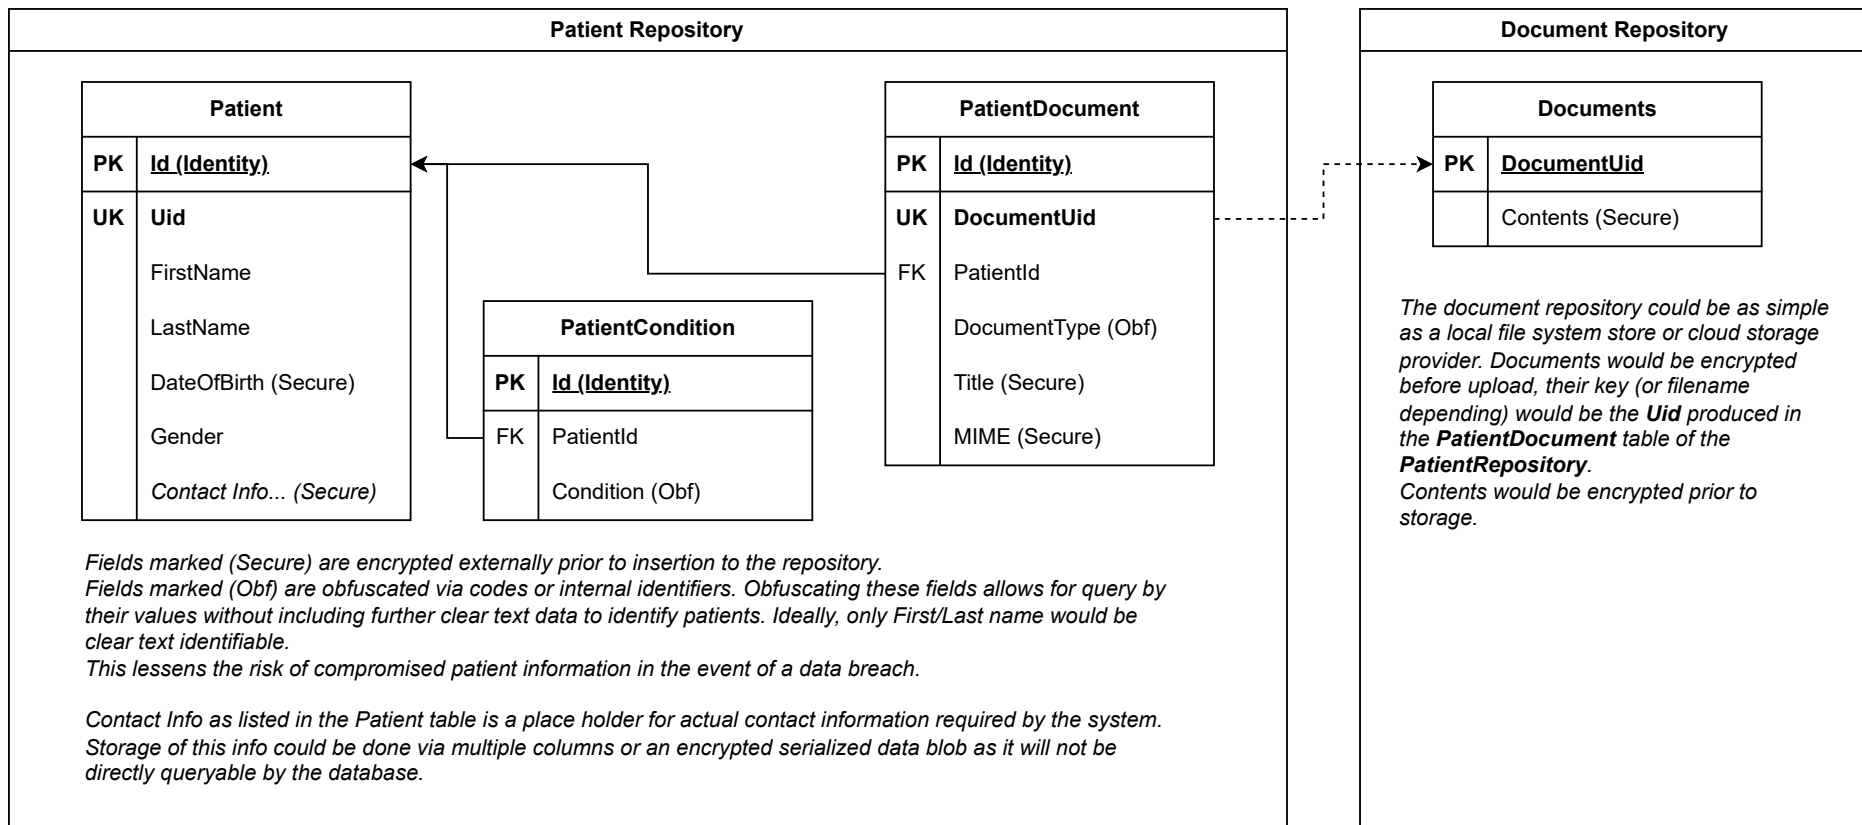 Patient Repository
Patient
PK Id (Identity)
UK Uid
FirstName
LastName
DateOfBirth (Secure)
Gender
Contact Info... (Secure)
PatientCondition
PK Id (Identity)
FK PatientId
Condition (Obf)
PatientDocument
PK Id (Identity)
UK DocumentUid
FK PatientId
DocumentType (Obf)
Title (Secure)
MIME (Secure)
Fields marked (Secure) are encrypted externally prior to insertion to the repository.
Fields marked (Obf) are obfuscated via codes or internal identifiers. Obfuscating these fields allows for query by
their values without including further clear text data to identify patients. Ideally, only First/Last name would be
clear text identifiable.
This lessens the risk of compromised patient information in the event of a data breach.
Contact Info as listed in the Patient table is a place holder for actual contact information required by the system.
Storage of this info could be done via multiple columns or an encrypted serialized data blob as it will not be
directly queryable by the database.
Document Repository
Documents
PK DocumentUid
Contents (Secure)
The document repository could be as simple
as a local file system store or cloud storage
provider. Documents would be encrypted
before upload, their key (or filename
depending) would be the Uid produced in
the PatientDocument table of the
PatientRepository.
Contents would be encrypted prior to
storage.